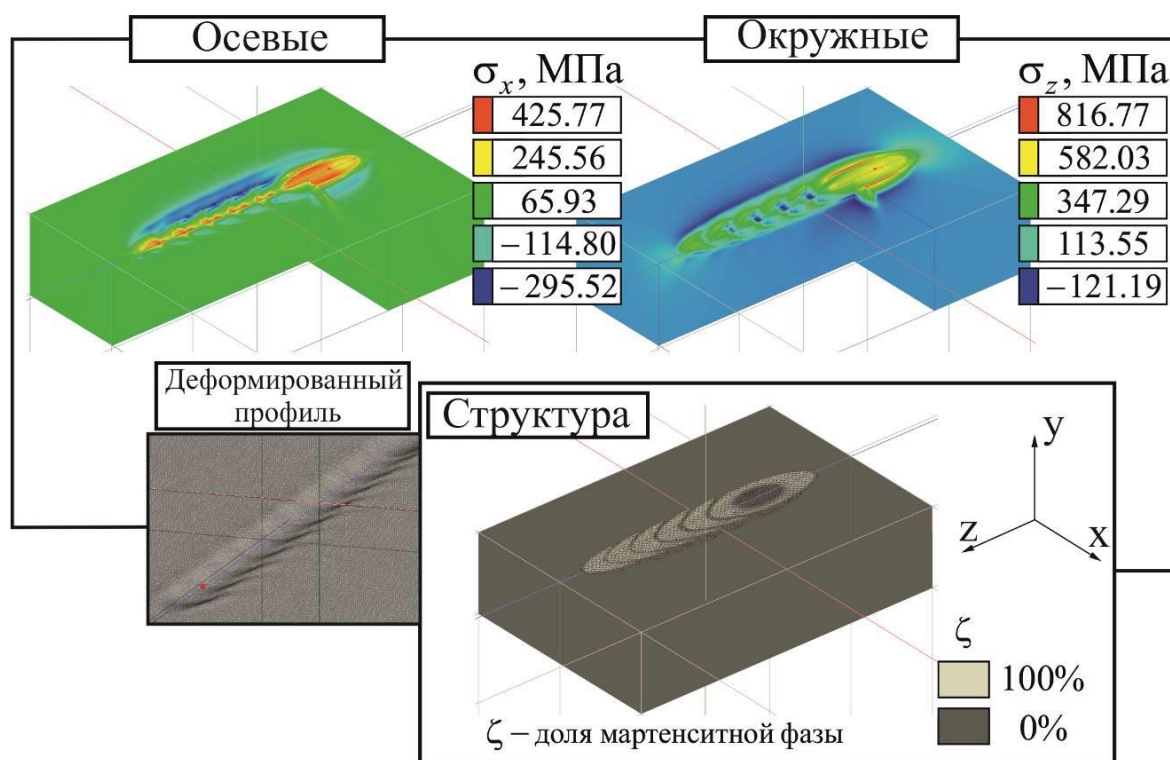 Осевые
Окружные
σx, МПа
425.77
245.56
65.93
−114.80
−295.52
σz, МПа
816.77
582.03
347.29
113.55
−121.19
Деформированный
профиль
Структура
y
z
x
ζ
100%
0%
ζ – доля мартенситной фазы